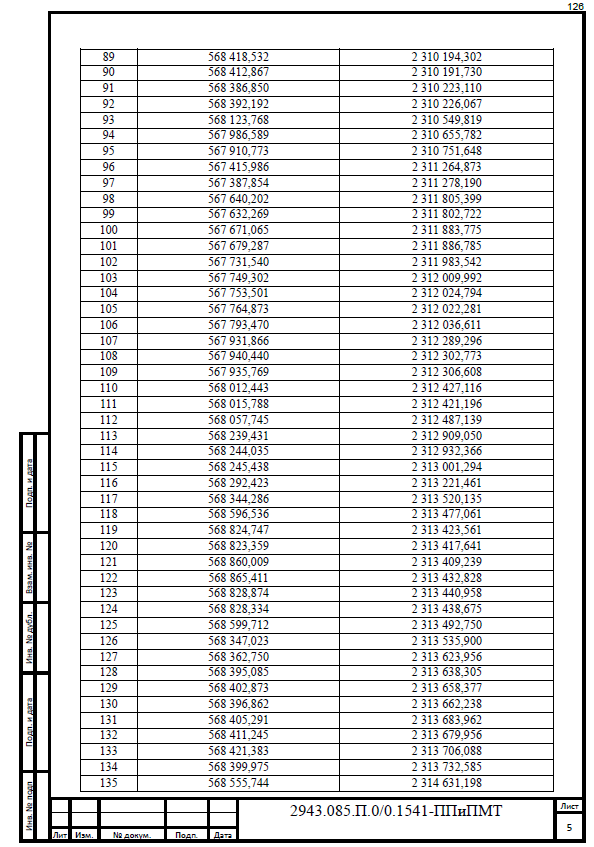 126
89 568 418,532 2 310 194,302
90 568 412,867 2 310 191,730
91 568 386,850 2 310 223,110
92 568 392,192 2 310 226,067
93 568 123,768 2 310 549,819
94 567 986,589 2 310 655,782
95 567 910,773 2 310 751,648
96 567 415,986 2 311 264,873
97 567 387,854 2 311 278,190
98 567 640,202 2 311 805,399
99 567 632,269 2 311 802,722
100 567 671,065 2 311 883,775
101 567 679,287 2 311 886,785
102 567 731,540 2 311 983,542
103 567 749,302 2 312 009,992
104 567 753,501 2 312 024,794
105 567 764,873 2 312 022,281
106 567 793,470 2 312 036,611
107 567 931,866 2 312 289,296
108 567 940,440 2 312 302,773
109 567 935,769 2 312 306,608
110 568 012,443 2 312 427,116
111 568 015,788 2 312 421,196
112 568 057,745 2 312 487,139
113 568 239,431 2 312 909,050
114 568 244,035 2 312 932,366
115 568 245,438 2 313 001,294
116 568 292,423 2 313 221,461
117 568 344,286 2 313 520,135
118 568 596,536 2 313 477,061
119 568 824,747 2 313 423,561
120 568 823,359 2 313 417,641
121 568 860,009 2 313 409,239
122 568 865,411 2 313 432,828
123 568 828,874 2 313 440,958
124 568 828,334 2 313 438,675
125 568 599,712 2 313 492,750
126 568 347,023 2 313 535,900
127 568 362,750 2 313 623,956
128 568 395,085 2 313 638,305
129 568 402,873 2 313 658,377
130 568 396,862 2 313 662,238
131 568 405,291 2 313 683,962
132 568 411,245 2 313 679,956
133 568 421,383 2 313 706,088
134 568 399,975 2 313 732,585
135 568 555,744 2 314 631,198
Подп. и дата
Взам. инв. №
Инв. № дубл.
Подп. и дата
Инв. № подп
2943.085.П.0/0.1541-ППиПМТ
Лист
5
Лит Изм. № докум. Подп. Дата